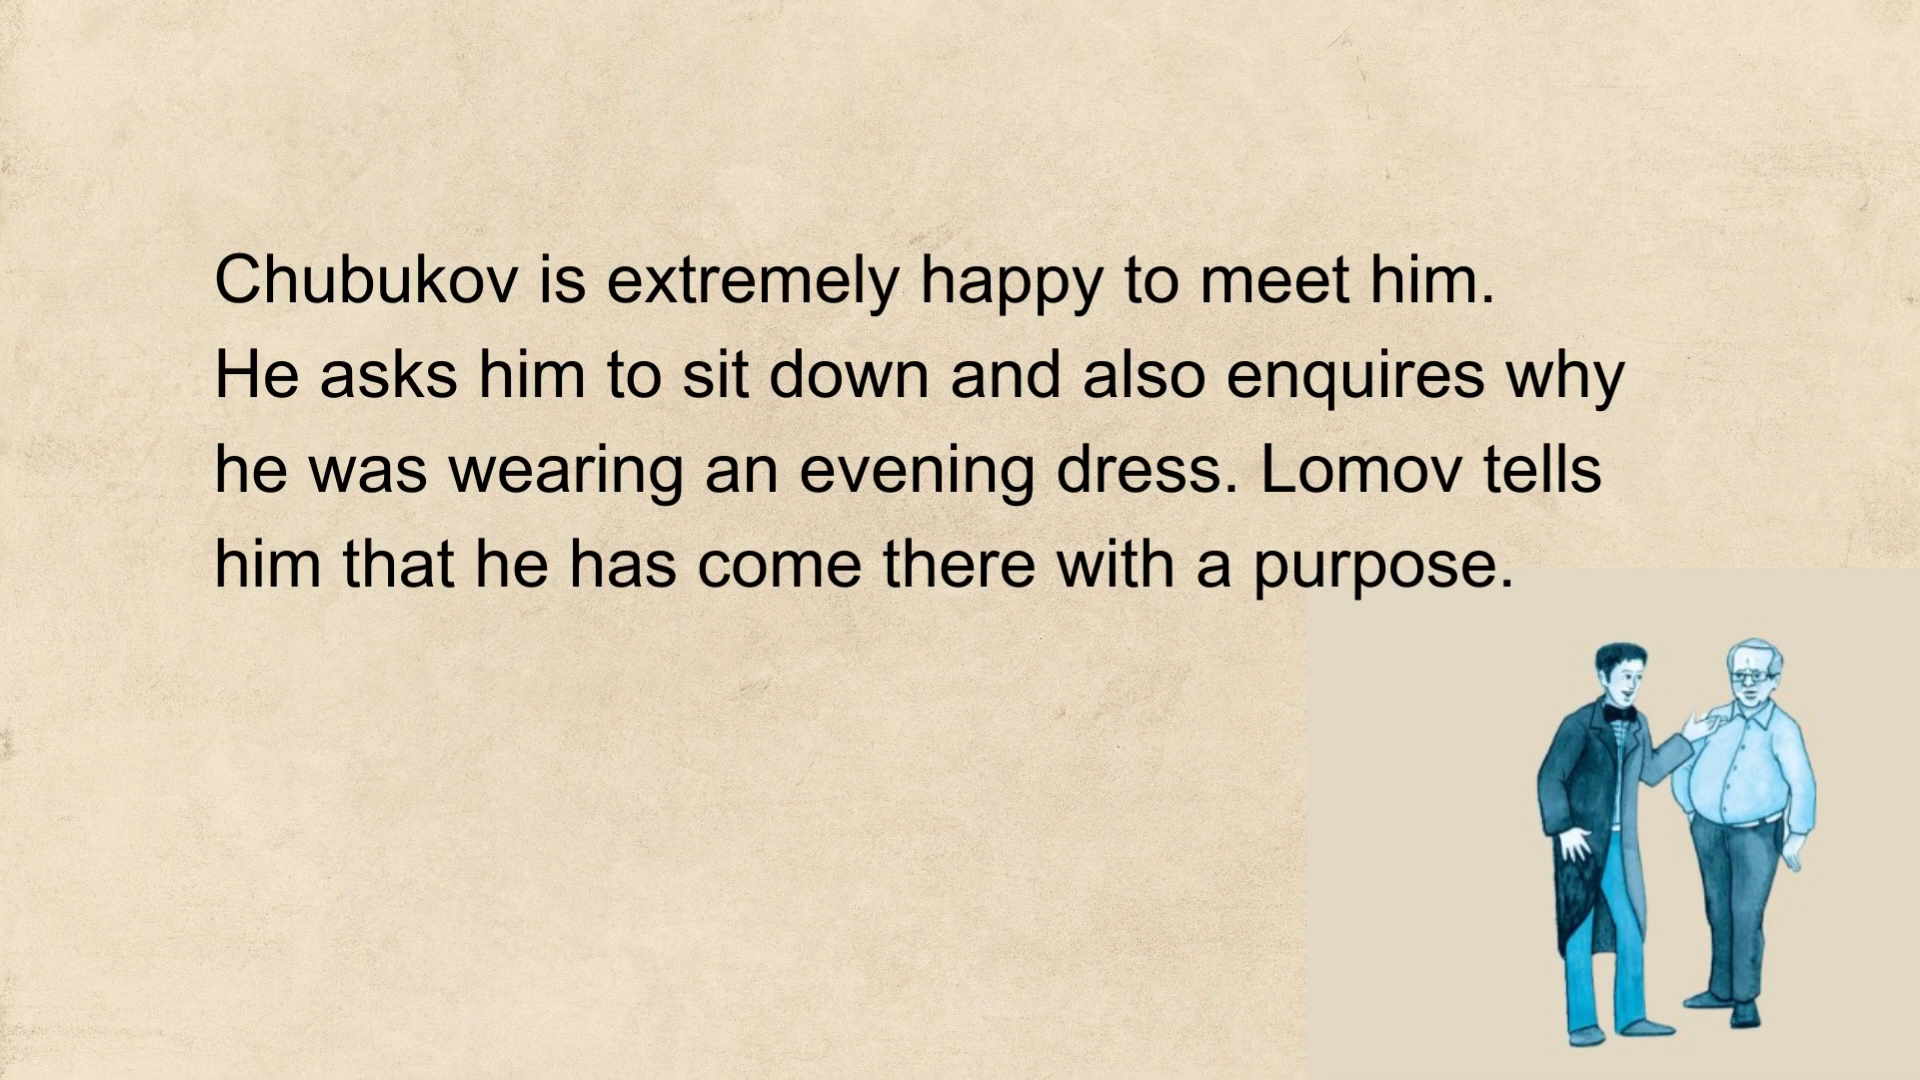 Chubukov is extremely happy to meet him.
He asks him to sit down and also enquires why
he was wearing an evening dress. Lomov tells
him that he has come there with a purpose.